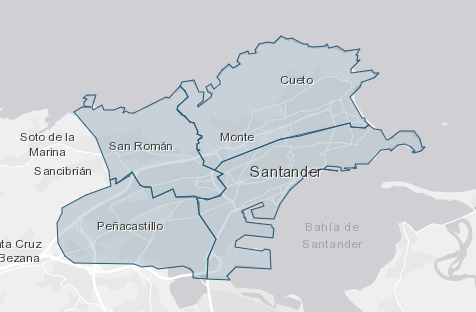 Cueto
Soto de la
Marina
Monte
San Román
Sancibrián
Santander
Peñacastillo
Bahía de
Santander
ta Cruz
Bezana